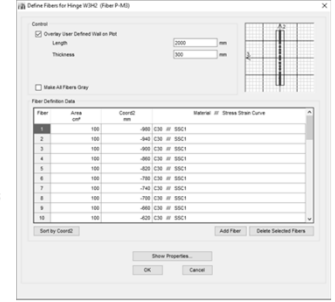 Define Fibers for Hinge W3H2 (Fiber P-M3)
Control
Overlay User Defined Wall on Plot
Length 2000 mm
Thickness 300 mm
3
Make All Fibers Gray
Fiber Definition Data
Fiber Area Coord2 Material /// Stress Strain Curve
cm² mm
1 100 -980 C30 /// SSC1
2 100 -940 C30 /// SSC1
3 100 -900 C30 /// SSC1
4 100 -860 C30 /// SSC1
5 100 -820 C30 /// SSC1
6 100 -780 C30 /// SSC1
7 100 -740 C30 /// SSC1
8 100 -700 C30 /// SSC1
9 100 -660 C30 /// SSC1
10 100 -620 C30 /// SSC1
Sort by Coord2 Add Fiber Delete Selected Fibers
Show Properties...
OK Cancel